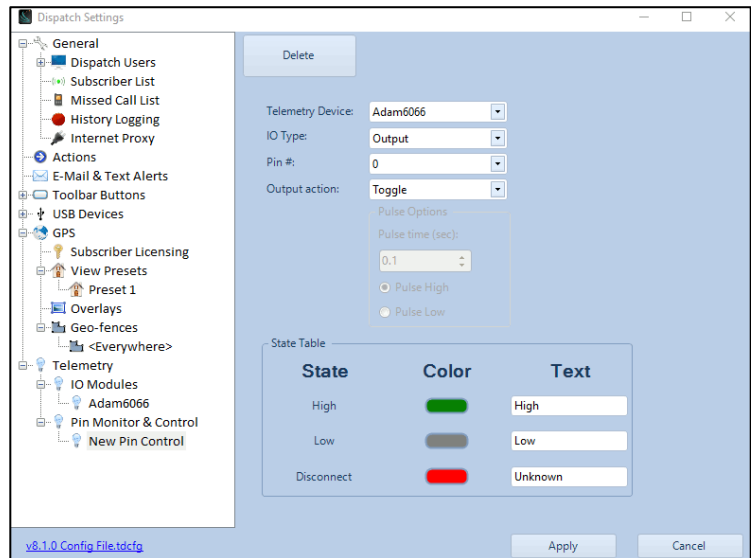 Dispatch Settings
General
Dispatch Users
Subscriber List
Missed Call List
History Logging
Internet Proxy
Actions
E-Mail & Text Alerts
Toolbar Buttons
USB Devices
GPS
Subscriber Licensing
View Presets
Preset 1
Overlays
Geo-fences
<Everywhere>
Telemetry
IO Modules
Adam6066
Pin Monitor & Control
New Pin Control
v8.1.0 Config File.tdcfg
Delete
Telemetry Device: Adam6066
IO Type: Output
Pin #: 0
Output action: Toggle
Pulse Options
Pulse time (sec):
0.1
Pulse High
Pulse Low
State Table
State Color Text
High High
Low Low
Disconnect Unknown
Apply Cancel